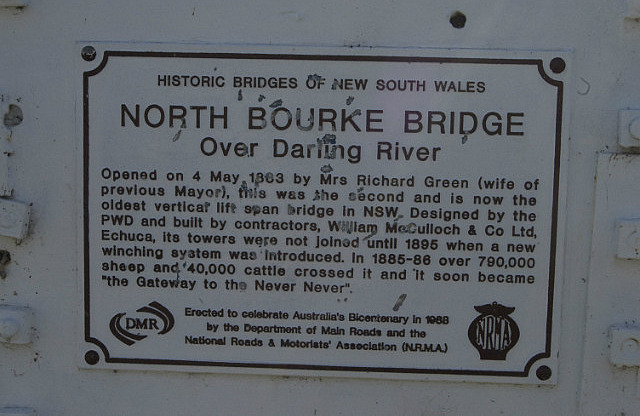 HISTORIC BRIDGES OF NEW SOUTH WALES
NORTH BOURKE BRIDGE
Over Darling River
Opened on 4 May 1883 by Mrs Richard Green (wife of
previous Mayor), this was the second and is now the
oldest vertical lift span bridge in NSW. Designed by the
PWD and built by contractors, William McCulloch & Co Ltd,
Echuca, its towers were not joined until 1895 when a new
winching system was introduced. In 1885-86 over 790,000
sheep and 40,000 cattle crossed it and it soon became
"the Gateway to the Never Never".
DMR
Erected to celebrate Australia's Bicentenary in 1988
by the Department of Main Roads and the
National Roads & Motorists' Association (N.R.M.A.)
NRMA